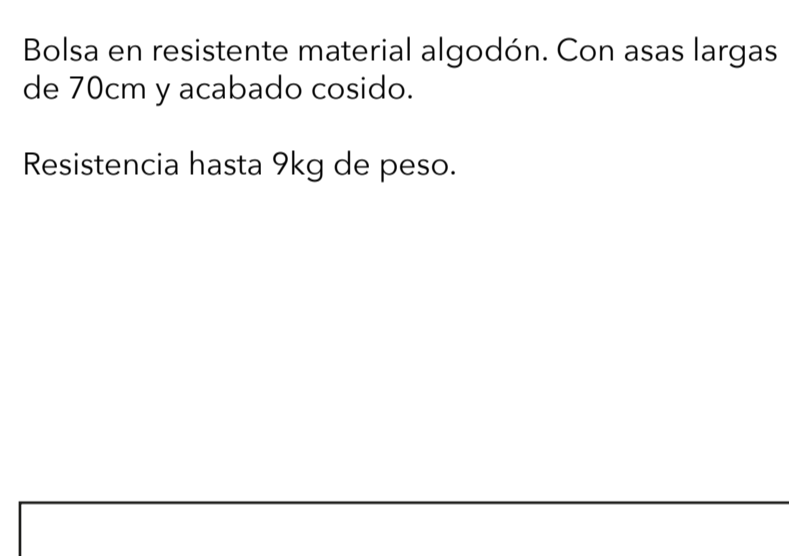 Bolsa en resistente material algodón. Con asas largas
de 70cm y acabado cosido.
Resistencia hasta 9kg de peso.